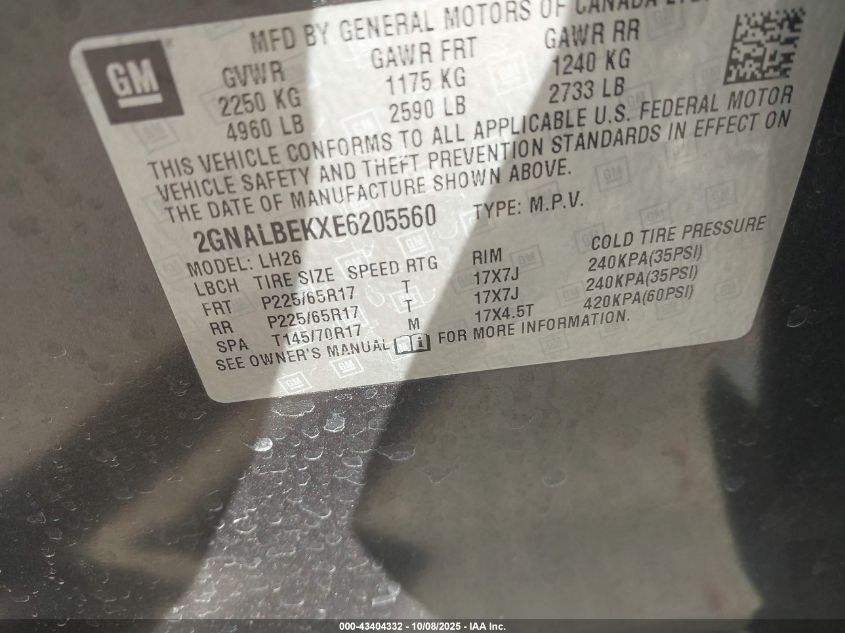 GM
MFD BY GENERAL MOTORS OF CANADA LTD.
GVWR GAWR FRT GAWR RR
2250 KG 1175 KG 1240 KG
4960 LB 2590 LB 2733 LB
THIS VEHICLE CONFORMS TO ALL APPLICABLE U.S. FEDERAL MOTOR
VEHICLE SAFETY AND THEFT PREVENTION STANDARDS IN EFFECT ON
THE DATE OF MANUFACTURE SHOWN ABOVE.
2GNALBEKXE6205560 TYPE: M.P.V.
MODEL: LH26
LBCH TIRE SIZE SPEED RTG RIM COLD TIRE PRESSURE
FRT P225/65R17 T 17X7J 240KPA(35PSI)
RR P225/65R17 T 17X7J 240KPA(35PSI)
SPA T145/70R17 M 17X4.5T 420KPA(60PSI)
SEE OWNER'S MANUAL FOR MORE INFORMATION.
000-43404332 - 10/08/2025 - IAA Inc.